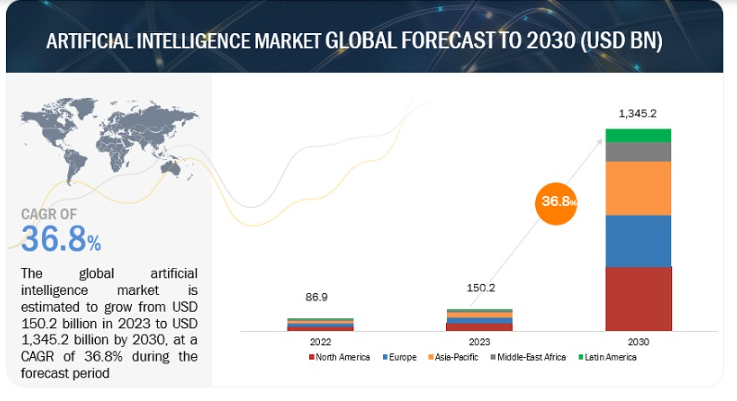 ARTIFICIAL INTELLIGENCE MARKET GLOBAL FORECAST TO 2030 (USD BN)
CAGR OF
36.8%
The global artificial
intelligence market is
estimated to grow from USD
150.2 billion in 2023 to USD
1,345.2 billion by 2030, at a
CAGR of 36.8% during the
forecast period
1,345.2
36.8%
150.2
86.9
2022 2023 2030
North America Europe Asia-Pacific Middle-East Africa Latin America